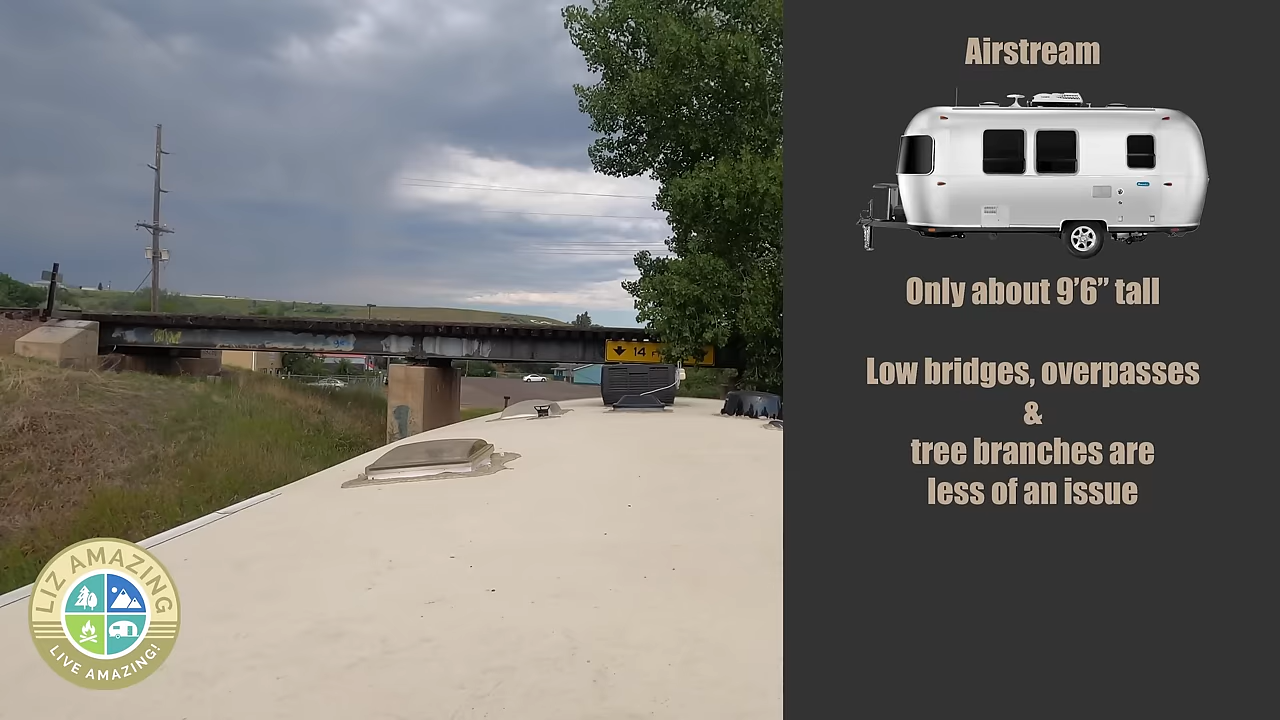 Airstream
Only about 9’6” tall
Low bridges, overpasses
&
tree branches are
less of an issue
14
LIZ AMAZING
LIVE AMAZING!